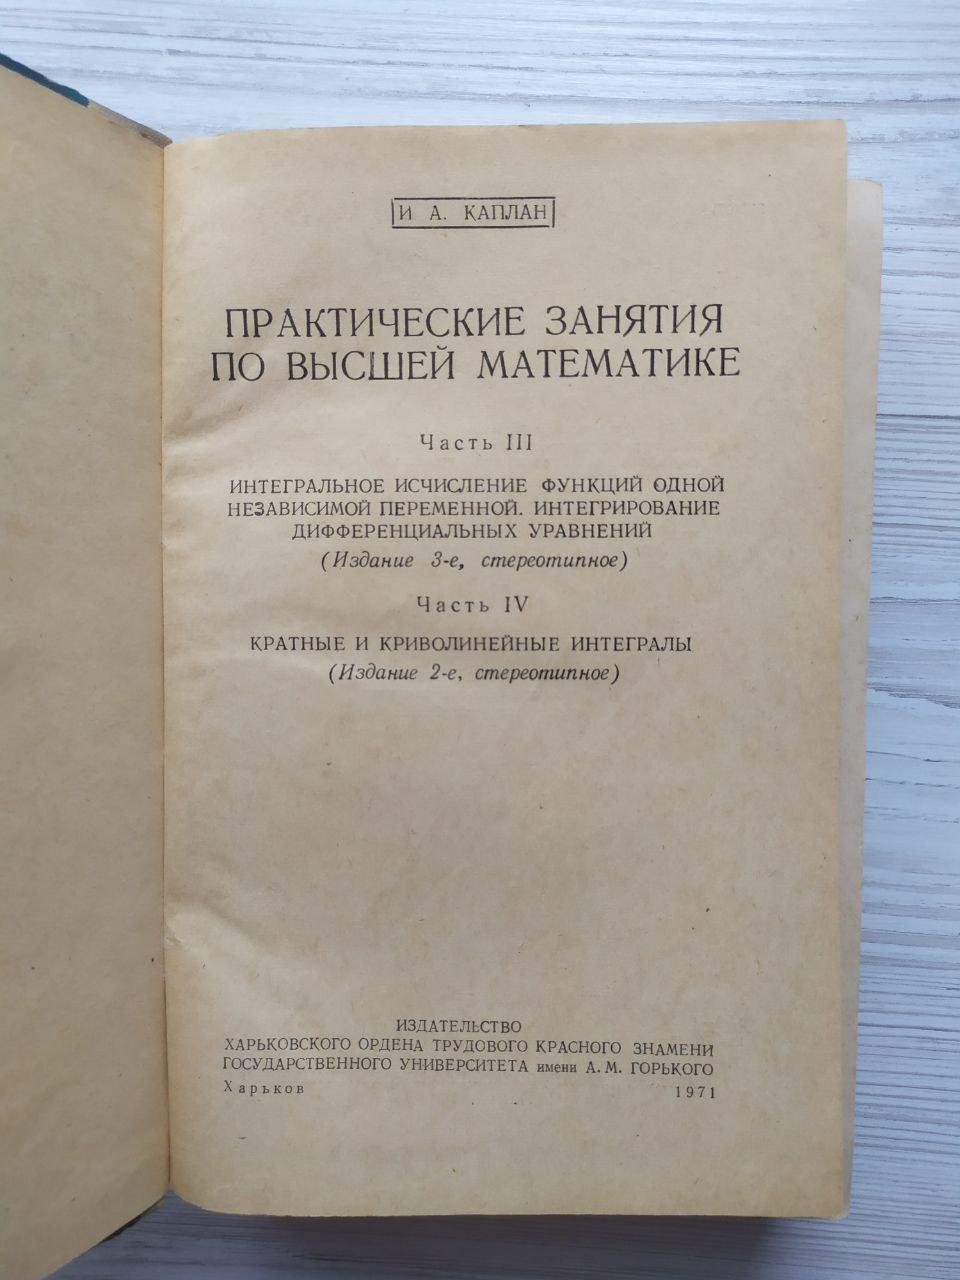 И А. КАПЛАН
ПРАКТИЧЕСКИЕ ЗАНЯТИЯ
ПО ВЫСШЕЙ МАТЕМАТИКЕ
Часть III
ИНТЕГРАЛЬНОЕ ИСЧИСЛЕНИЕ ФУНКЦИЙ ОДНОЙ
НЕЗАВИСИМОЙ ПЕРЕМЕННОЙ. ИНТЕГРИРОВАНИЕ
ДИФФЕРЕНЦИАЛЬНЫХ УРАВНЕНИЙ
(Издание 3-е, стереотипное)
Часть IV
КРАТНЫЕ И КРИВОЛИНЕЙНЫЕ ИНТЕГРАЛЫ
(Издание 2-е, стереотипное)
ИЗДАТЕЛЬСТВО
ХАРЬКОВСКОГО ОРДЕНА ТРУДОВОГО КРАСНОГО ЗНАМЕНИ
ГОСУДАРСТВЕННОГО УНИВЕРСИТЕТА имени А. М. ГОРЬКОГО
Харьков 1971